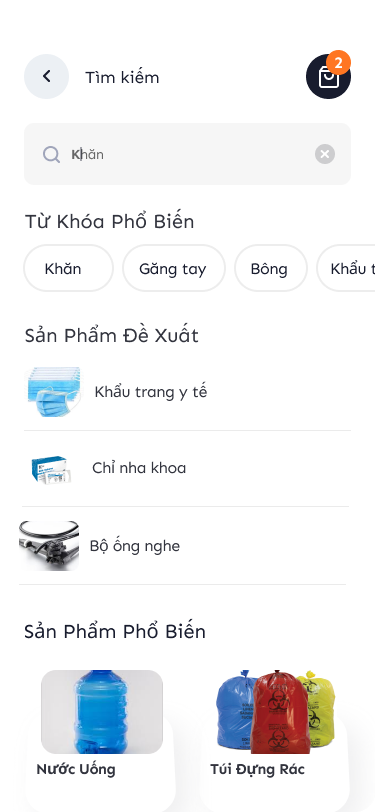 Tìm kiếm
2
Khăn
Từ Khóa Phổ Biến
Khăn
Găng tay
Bông
Khẩu t
Sản Phẩm Đề Xuất
Khẩu trang y tế
Chỉ nha khoa
Bộ ống nghe
Sản Phẩm Phổ Biến
Nước Uống
Túi Đựng Rác